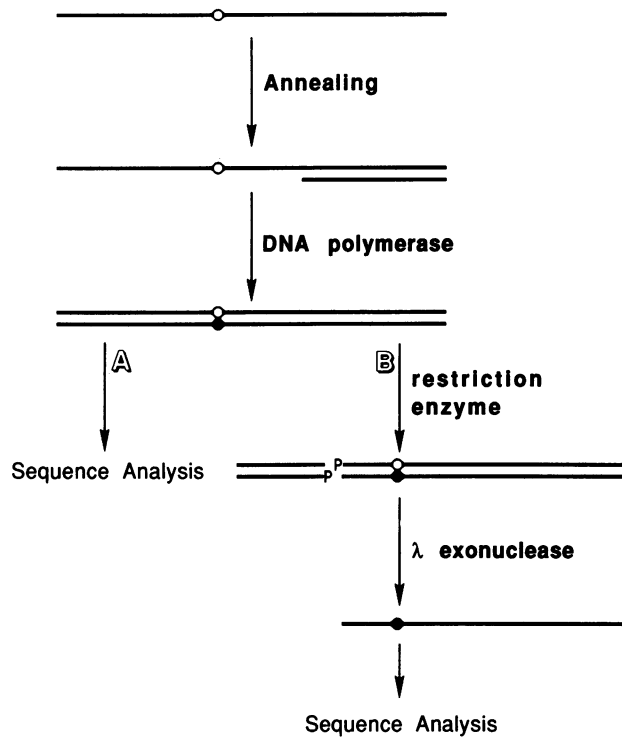 Annealing
DNA polymerase
A
B
restriction
enzyme
Sequence Analysis
P
P
λ exonuclease
Sequence Analysis